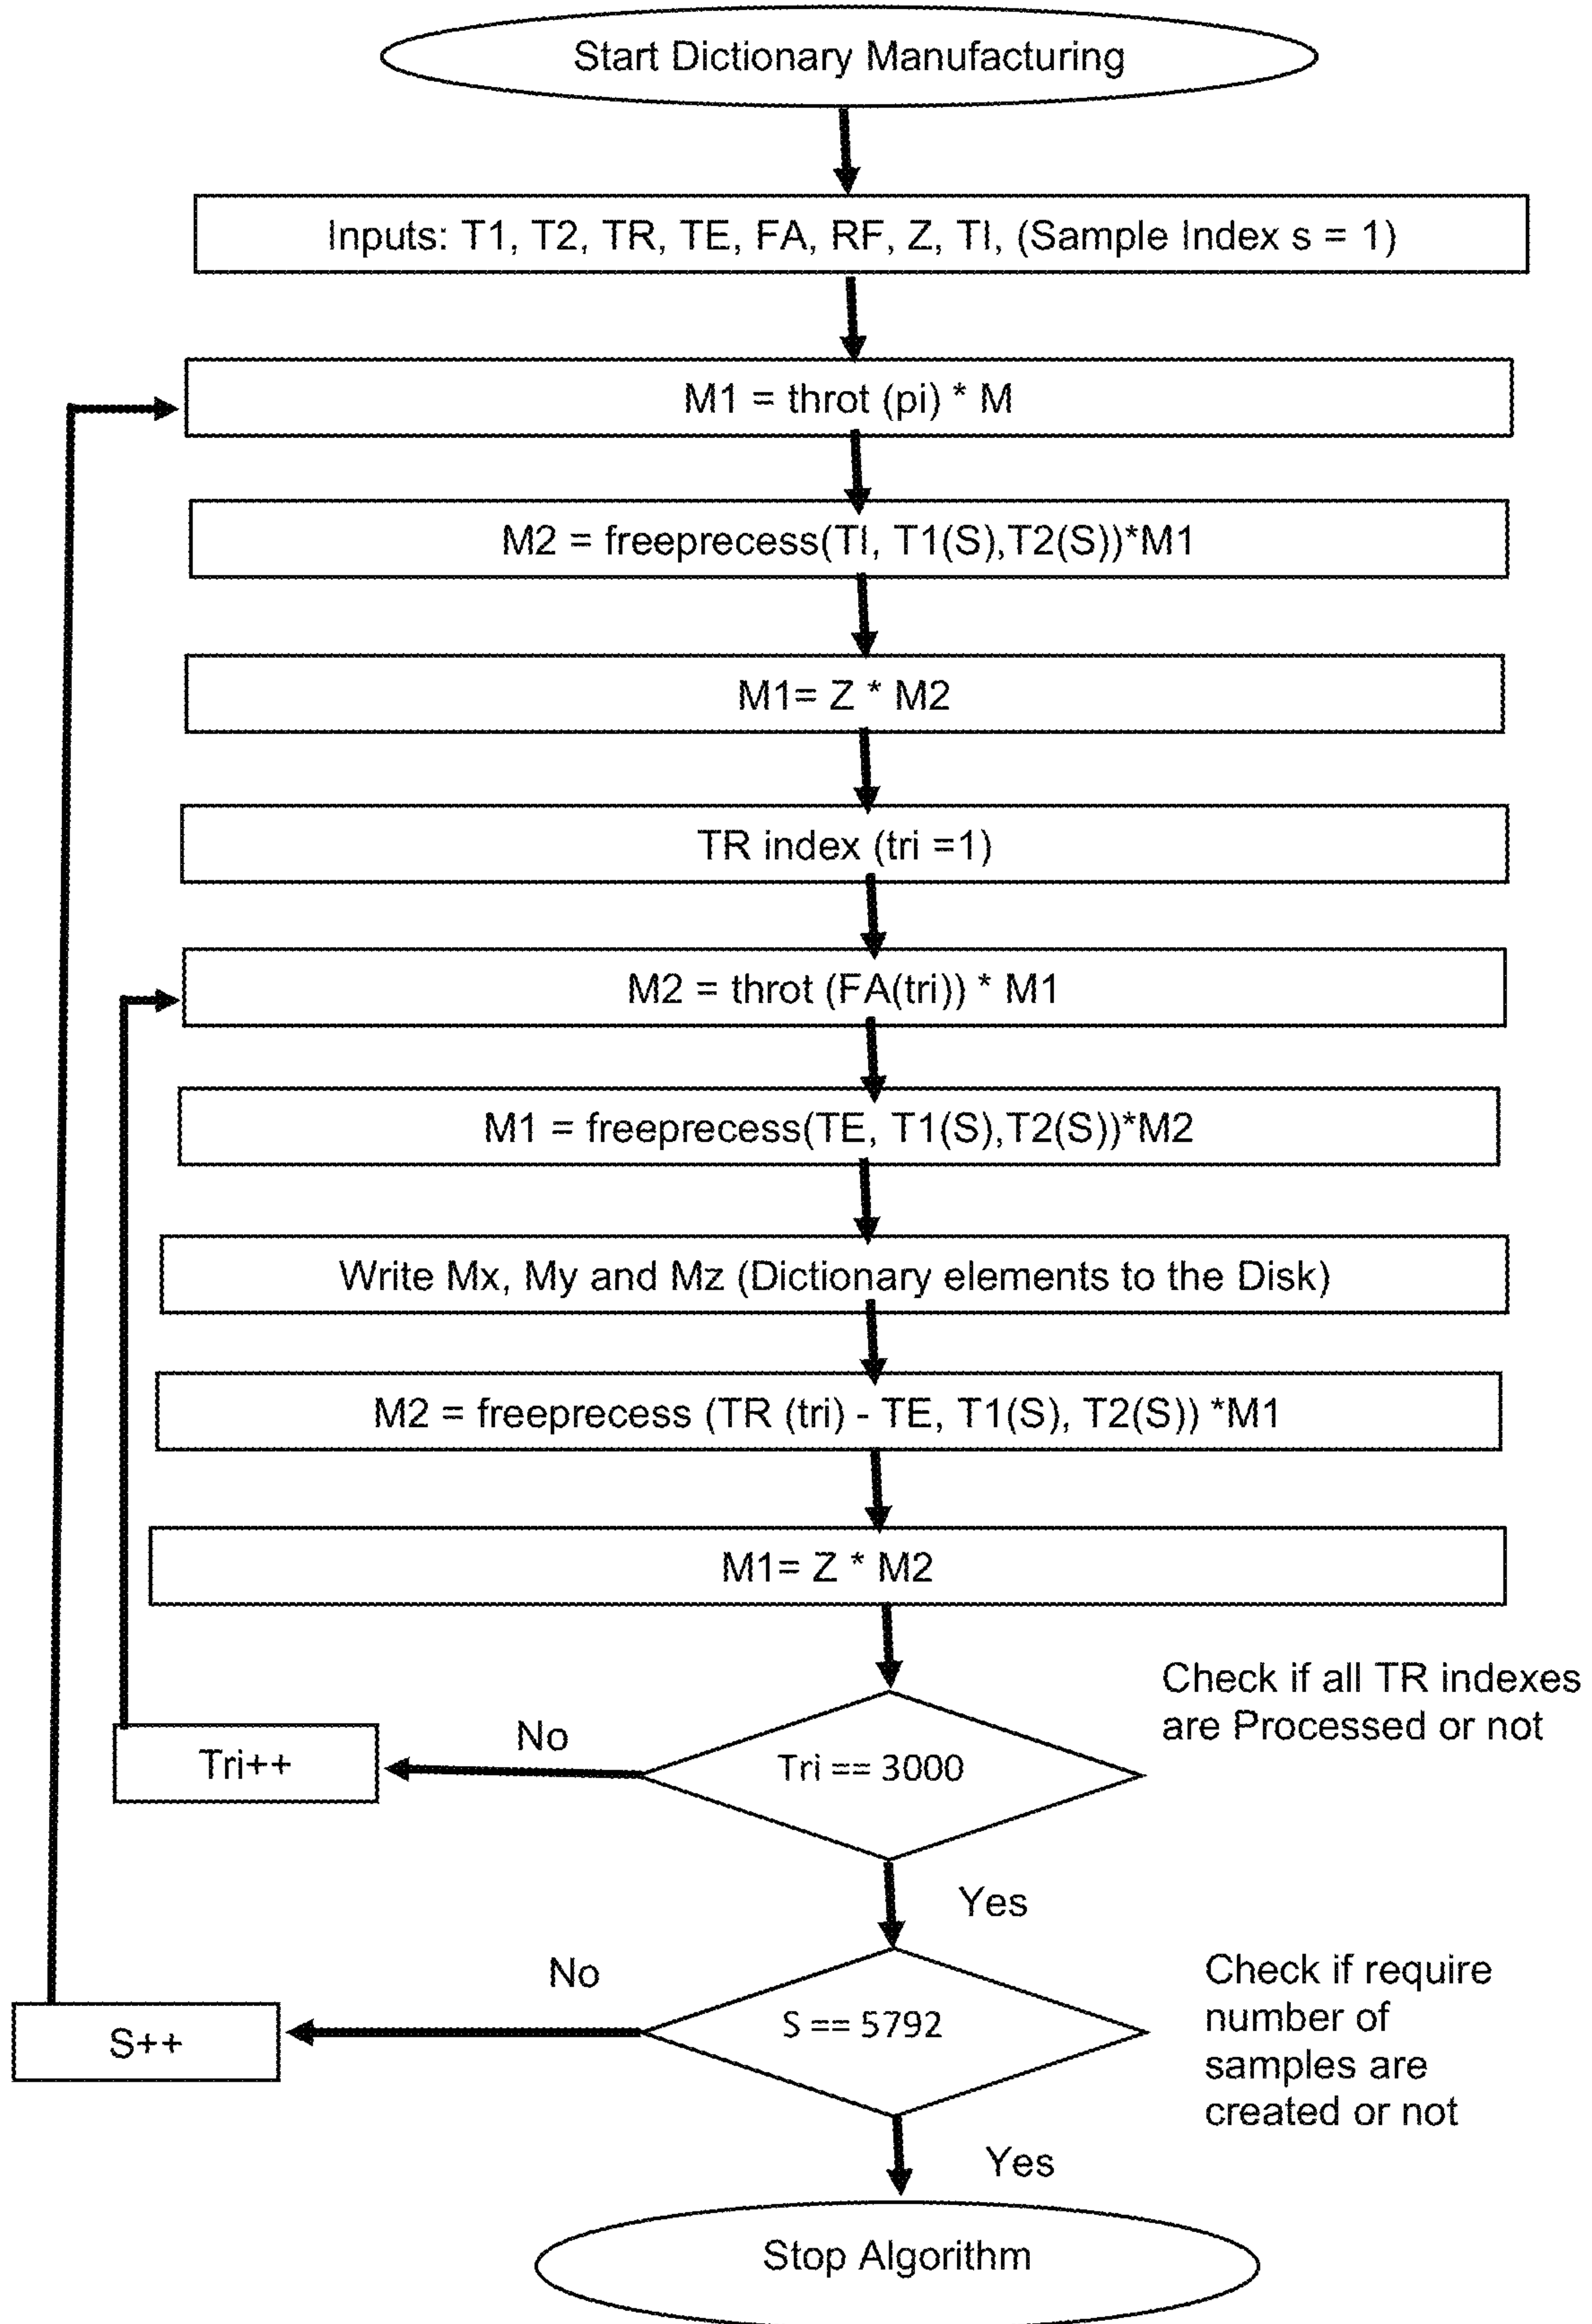 Start Dictionary Manufacturing
Inputs: T1, T2, TR, TE, FA, RF, Z, TI, (Sample Index s = 1)
M1 = throt (pi) * M
M2 = freeprecess(TI, T1(S),T2(S))*M1
M1= Z * M2
TR index (tri =1)
M2 = throt (FA(tri)) * M1
M1 = freeprecess(TE, T1(S),T2(S))*M2
Write Mx, My and Mz (Dictionary elements to the Disk)
M2 = freeprecess (TR (tri) - TE, T1(S), T2(S)) *M1
M1= Z * M2
Check if all TR indexes
are Processed or not
No
Tri++
Tri == 3000
Yes
No
Check if require
number of
samples are
created or not
S++
S == 5792
Yes
Stop Algorithm